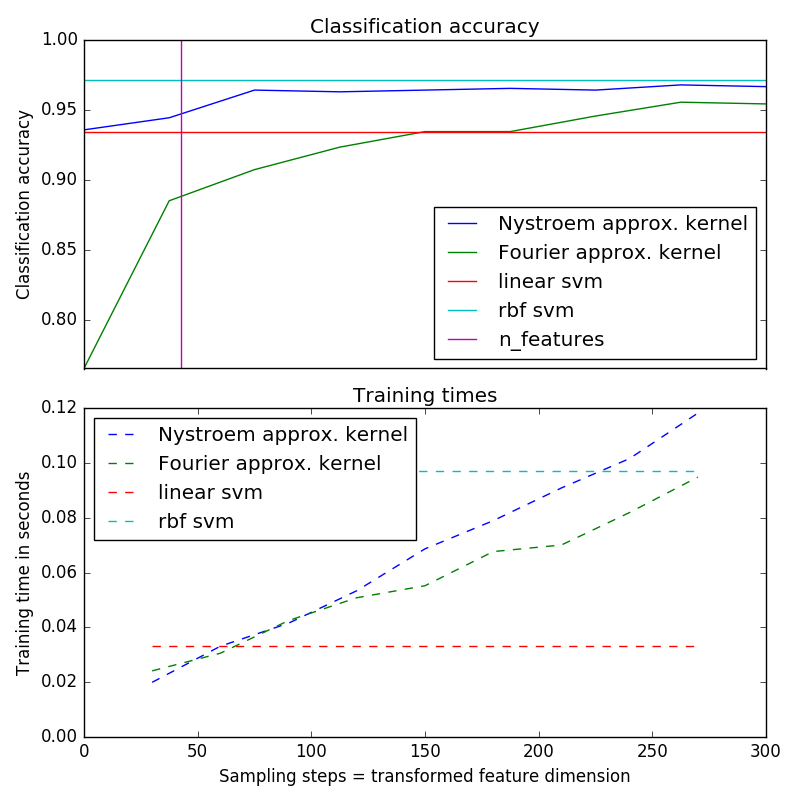 Classification accuracy
1.00
0.95
0.90
0.85
0.80
Classification accuracy
Nystroem approx. kernel
Fourier approx. kernel
linear svm
rbf svm
n_features
Training times
0.12
0.10
0.08
0.06
0.04
0.02
0.00
Training time in seconds
Nystroem approx. kernel
Fourier approx. kernel
linear svm
rbf svm
0 50 100 150 200 250 300
Sampling steps = transformed feature dimension